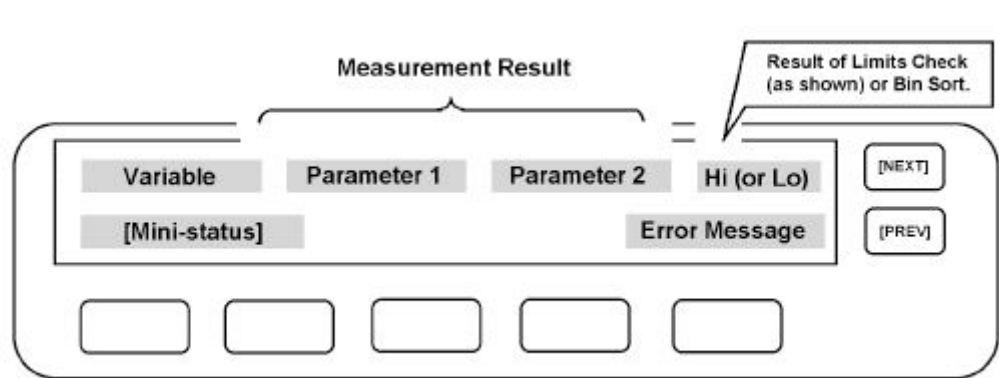 Measurement Result
Result of Limits Check
(as shown) or Bin Sort.
Variable Parameter 1 Parameter 2 Hi (or Lo)
[NEXT]
[Mini-status] Error Message
[PREV]